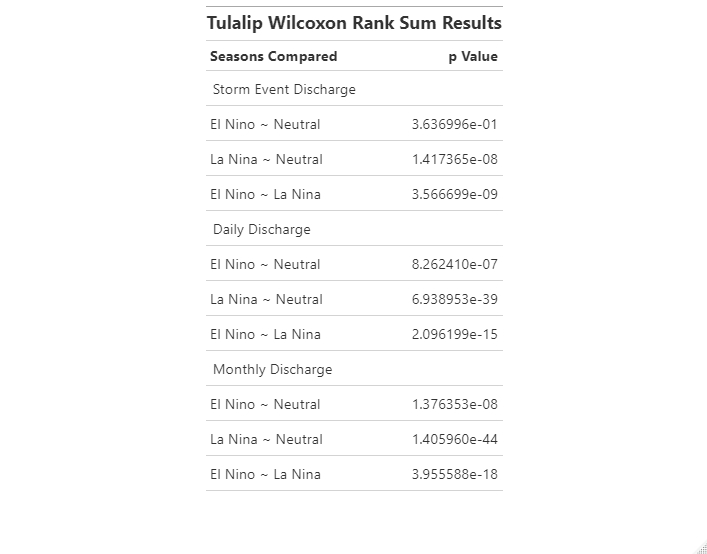 Tulalip Wilcoxon Rank Sum Results
Seasons Compared p Value
Storm Event Discharge
El Nino ~ Neutral 3.636996e-01
La Nina ~ Neutral 1.417365e-08
El Nino ~ La Nina 3.566699e-09
Daily Discharge
El Nino ~ Neutral 8.262410e-07
La Nina ~ Neutral 6.938953e-39
El Nino ~ La Nina 2.096199e-15
Monthly Discharge
El Nino ~ Neutral 1.376353e-08
La Nina ~ Neutral 1.405960e-44
El Nino ~ La Nina 3.955588e-18